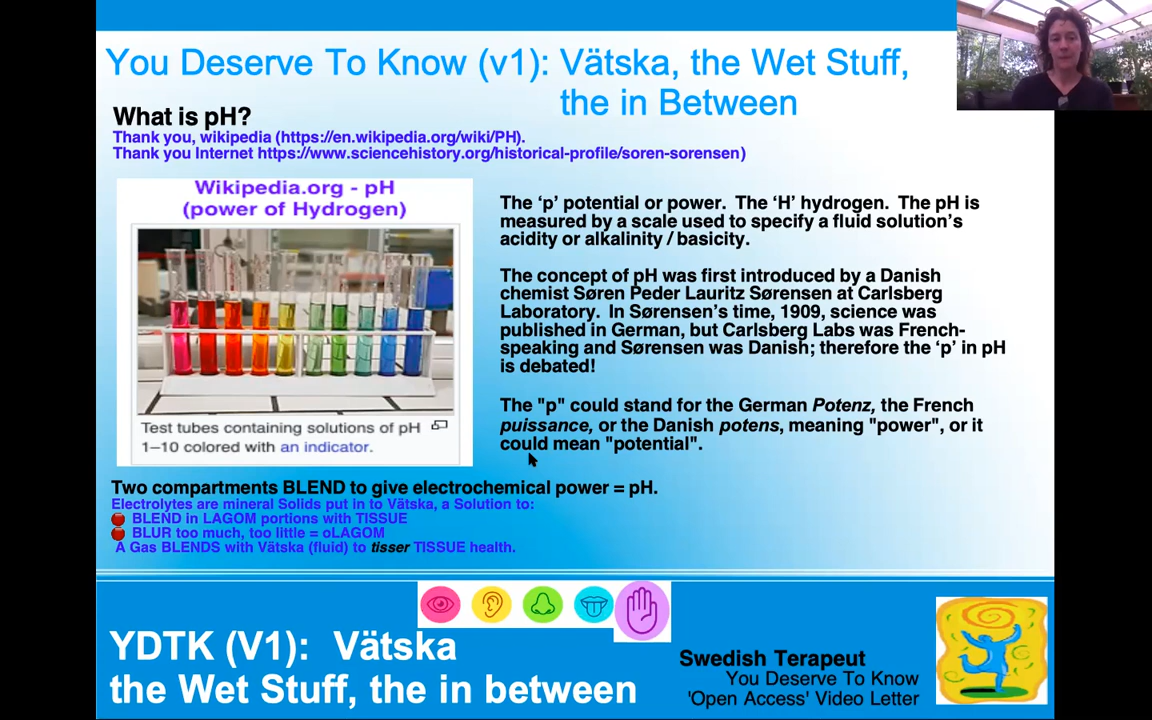 You Deserve To Know (v1): Vätska, the Wet Stuff,
the in Between
What is pH?
Thank you, wikipedia (https://en.wikipedia.org/wiki/PH).
Thank you Internet https://www.sciencehistory.org/historical-profile/soren-sorensen)
Wikipedia.org - pH
(power of Hydrogen)
Test tubes containing solutions of pH
1–10 colored with an indicator.
The ‘p’ potential or power. The ‘H’ hydrogen. The pH is
measured by a scale used to specify a fluid solution’s
acidity or alkalinity / basicity.
The concept of pH was first introduced by a Danish
chemist Søren Peder Lauritz Sørensen at Carlsberg
Laboratory. In Sørensen’s time, 1909, science was
published in German, but Carlsberg Labs was French-
speaking and Sørensen was Danish; therefore the ‘p’ in pH
is debated!
The "p" could stand for the German Potenz, the French
puissance, or the Danish potens, meaning "power", or it
could mean "potential".
Two compartments BLEND to give electrochemical power = pH.
Electrolytes are mineral Solids put in to Vätska, a Solution to:
BLEND in LAGOM portions with TISSUE
BLUR too much, too little = oLAGOM
A Gas BLENDS with Vätska (fluid) to tisser TISSUE health.
YDTK (V1): Vätska
the Wet Stuff, the in between
Swedish Terapeut
You Deserve To Know
'Open Access' Video Letter